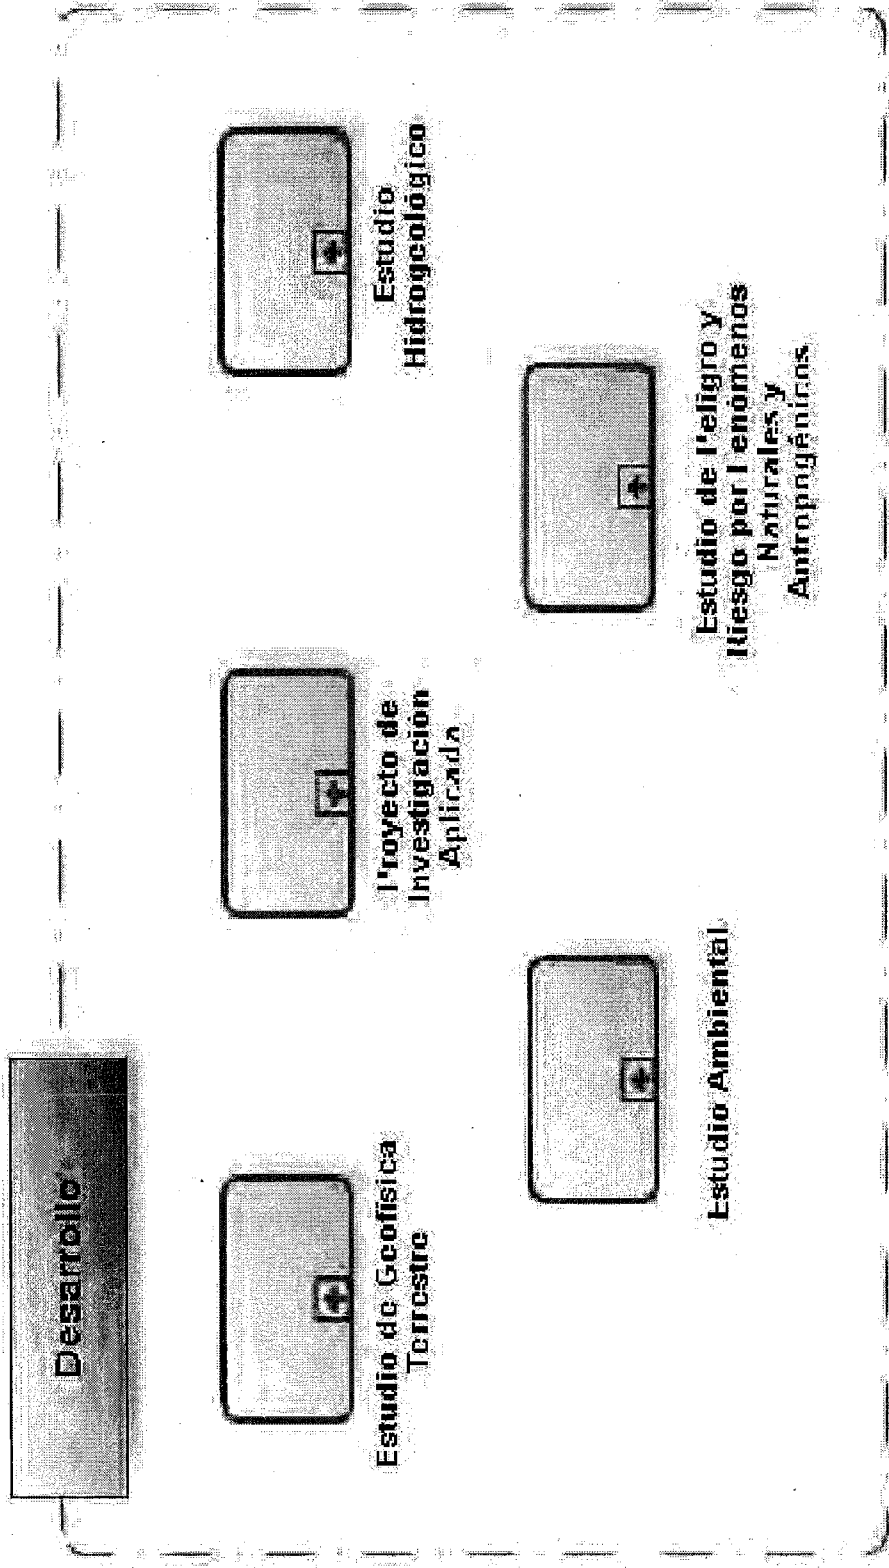 Desarrollo
Estudio de Geofísica
Terrestre
Proyecto de
Investigación
Aplicada
Estudio
Hidrogeológico
Estudio Ambiental
Estudio de Peligro y
Riesgo por Fenómenos
Naturales y
Antropogénicos